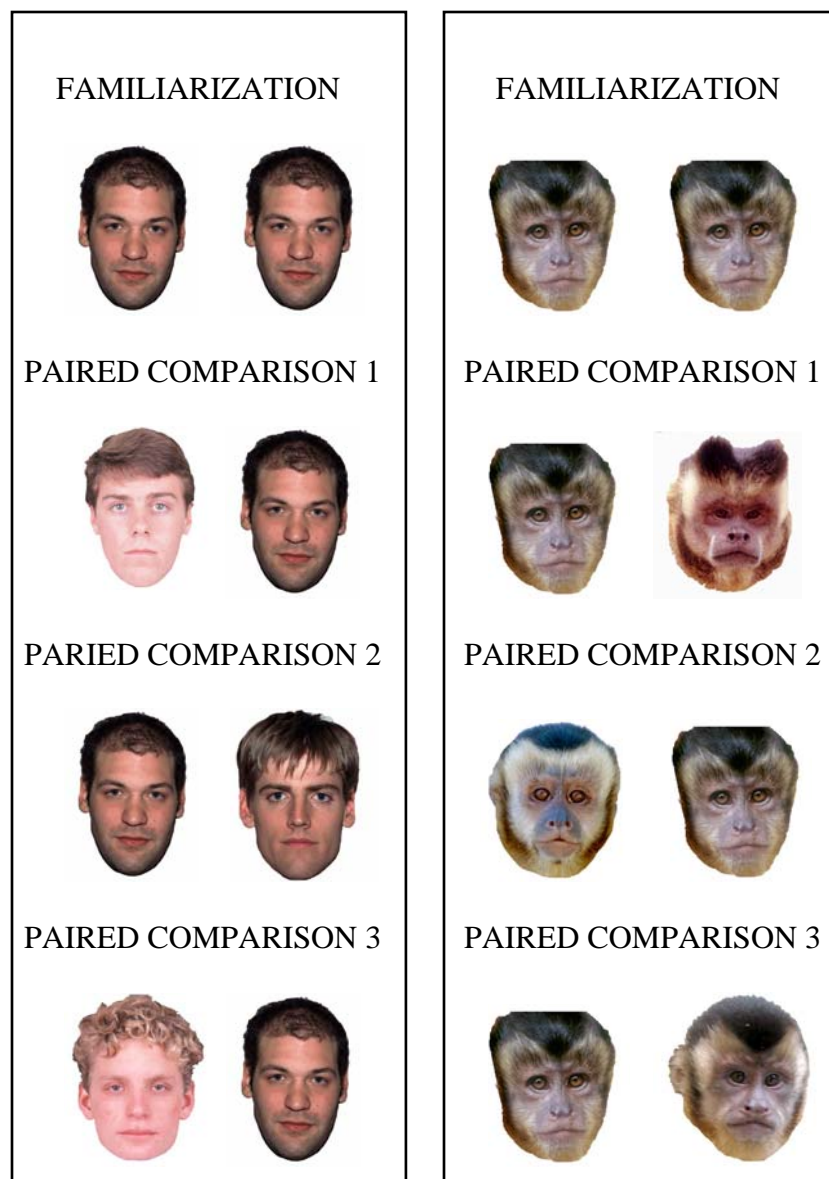 FAMILIARIZATION
PAIRED COMPARISON 1
PARIED COMPARISON 2
PAIRED COMPARISON 3
FAMILIARIZATION
PAIRED COMPARISON 1
PAIRED COMPARISON 2
PAIRED COMPARISON 3